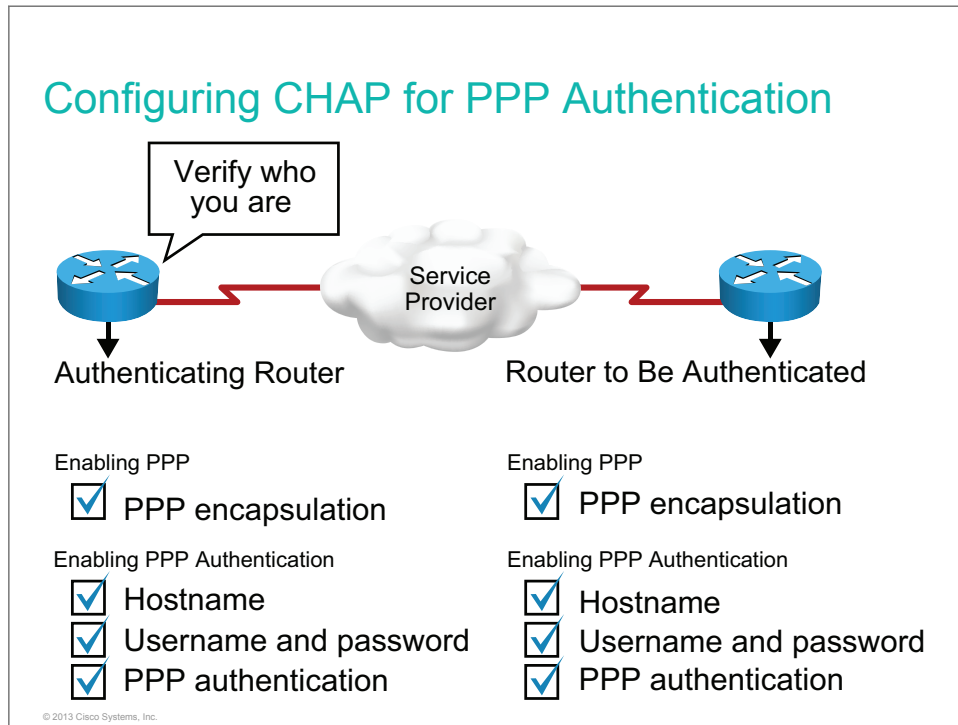 Configuring CHAP for PPP Authentication
Verify who
you are
Service
Provider
Authenticating Router
Router to Be Authenticated
Enabling PPP
PPP encapsulation
Enabling PPP Authentication
Hostname
Username and password
PPP authentication
Enabling PPP
PPP encapsulation
Enabling PPP Authentication
Hostname
Username and password
PPP authentication
© 2013 Cisco Systems, Inc.